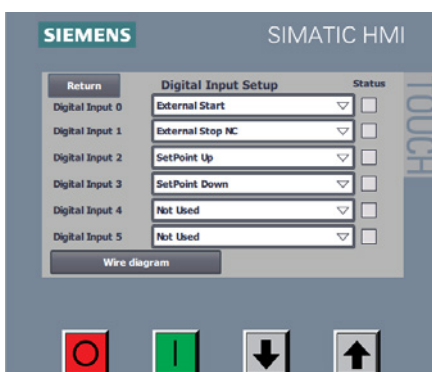 SIEMENS SIMATIC HMI
Return Digital Input Setup Status
Digital Input 0 External Start
Digital Input 1 External Stop NC
Digital Input 2 SetPoint Up
Digital Input 3 SetPoint Down
Digital Input 4 Not Used
Digital Input 5 Not Used
Wire diagram
TOUCH